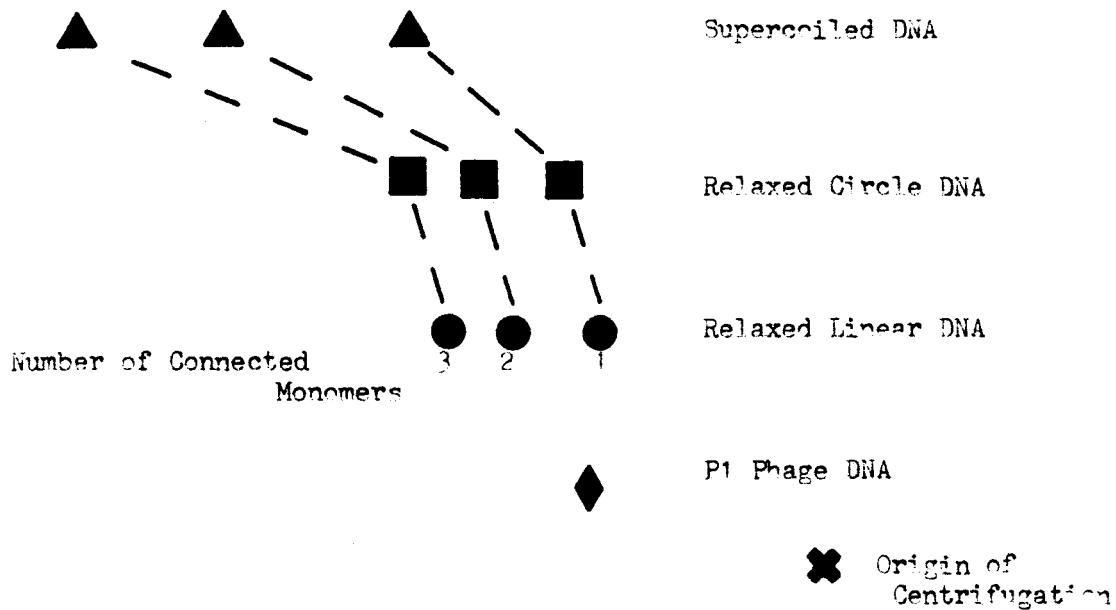 Supercoiled DNA
Relaxed Circle DNA
Relaxed Linear DNA
Number of Connected
Monomers
3 2 1
P1 Phage DNA
Origin of
Centrifugation